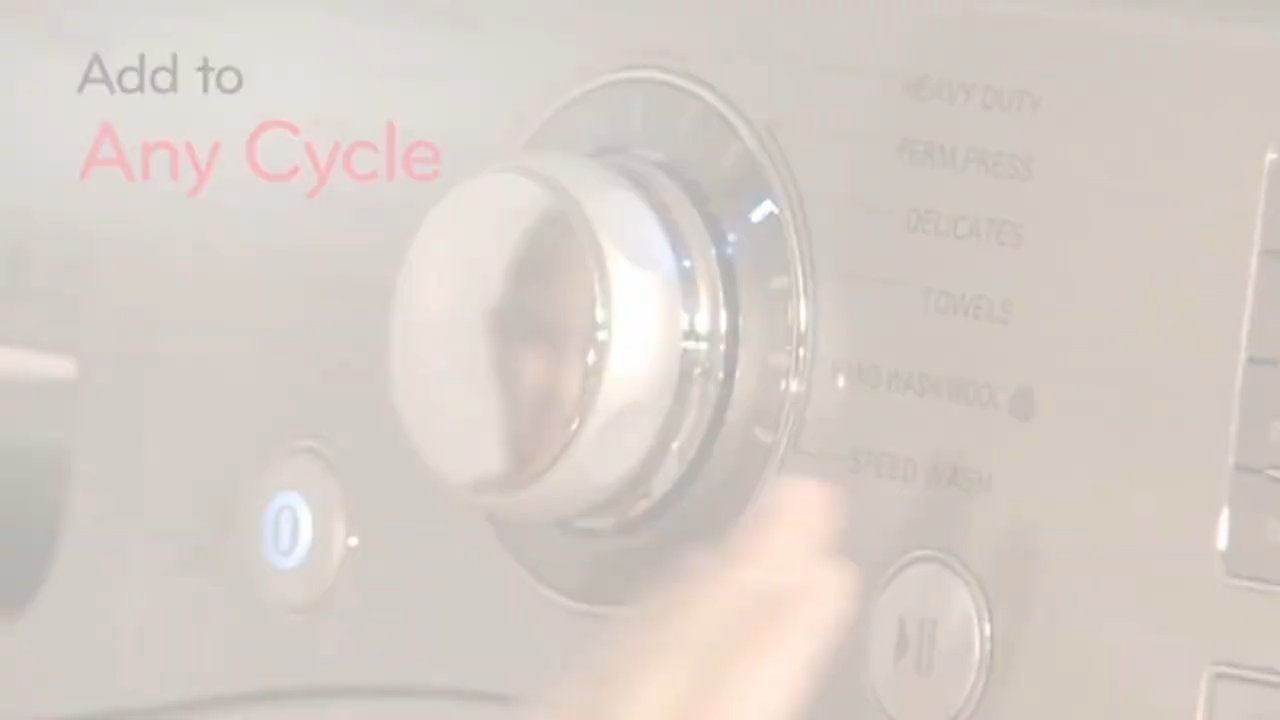 Add to
Any Cycle
HEAVY DUTY
PERM.PRESS
DELICATES
TOWELS
SPEED WASH